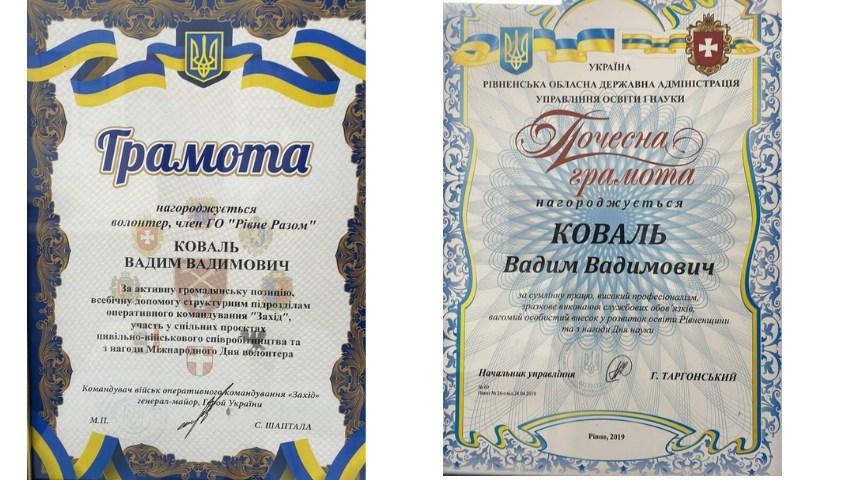 Грамота
нагороджується
волонтер, член ГО "Рівне Разом"
КОВАЛЬ
ВАДИМ ВАДИМОВИЧ
За активну громадянську позицію,
всебічну допомогу структурним підрозділам
оперативного командування "Захід",
участь у спільних проєктах
цивільно-військового співробітництва та
з нагоди Міжнародного Дня волонтера
Командувач військ оперативного командування «Захід»
генерал-майор, Герой України
М.П.
С. ШАПТАЛА
УКРАЇНА
РІВНЕНСЬКА ОБЛАСНА ДЕРЖАВНА АДМІНІСТРАЦІЯ
УПРАВЛІННЯ ОСВІТИ І НАУКИ
Почесна
грамота
нагороджується
КОВАЛЬ
Вадим Вадимович
за сумлінну працю, високий професіоналізм,
зразкове виконання службових обов'язків,
вагомий особистий внесок у розвиток освіти Рівненщини
та з нагоди Дня науки
Начальник управління
Г. ТАРГОНСЬКИЙ
Рівне, 2019